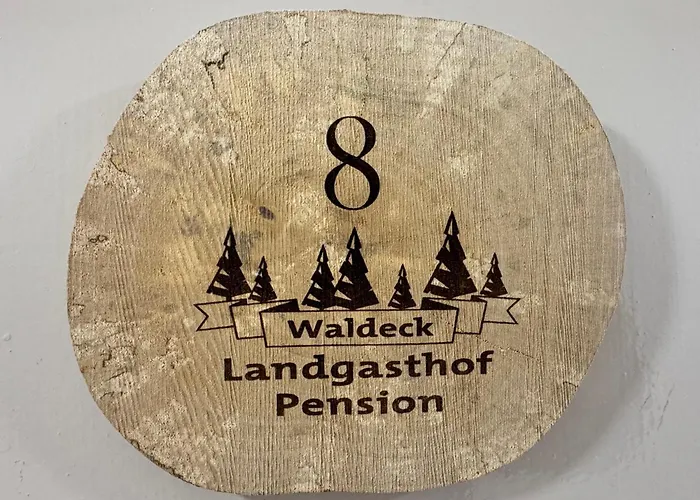 8
Waldeck
Landgasthof
Pension